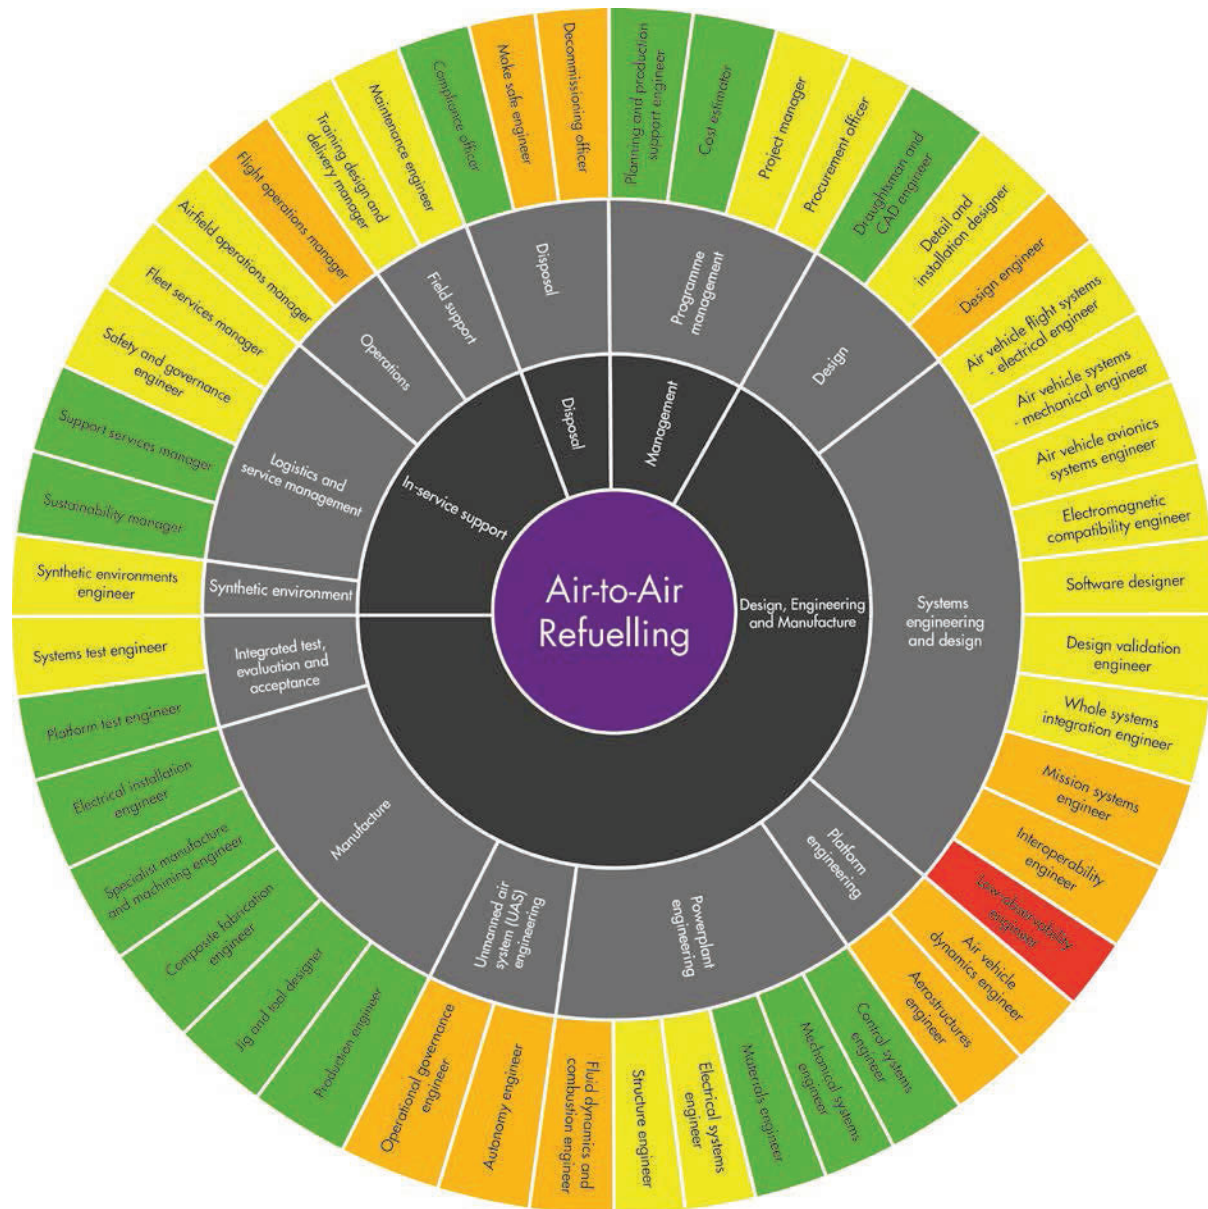 Air-to-Air
Refuelling
Management
Design, Engineering
and Manufacture
In-service support
Disposal
Programme
management
Design
Systems
engineering
and design
Platform
engineering
Powerplant
engineering
Unmanned air
system (UAS)
engineering
Manufacture
Integrated test,
evaluation and
acceptance
Synthetic environment
Logistics and
service management
Operations
Field support
Disposal
Planning and production
support engineer
Cost estimator
Project manager
Procurement officer
Draughtsman and
CAD engineer
Detail and
installation designer
Design engineer
Air vehicle flight systems
- electrical engineer
Air vehicle systems
- mechanical engineer
Air vehicle avionics
systems engineer
Electromagnetic
compatibility engineer
Software designer
Design validation
engineer
Whole systems
integration engineer
Mission systems
engineer
Interoperability
engineer
Low observability
engineer
Air vehicle
dynamics engineer
Aerostructures
engineer
Control systems
engineer
Mechanical systems
engineer
Materials engineer
Electrical systems
engineer
Structure engineer
Fluid dynamics and
combustion engineer
Autonomy engineer
Operational governance
engineer
Production engineer
Jig and tool designer
Composite fabrication
engineer
Specialist manufacture
and machining engineer
Electrical installation
engineer
Platform test engineer
Systems test engineer
Synthetic environments
engineer
Sustainability manager
Support services manager
Safety and governance
engineer
Fleet services manager
Airfield operations manager
Flight operations manager
Training design and
delivery manager
Maintenance engineer
Compliance officer
Make safe engineer
Decommissioning officer